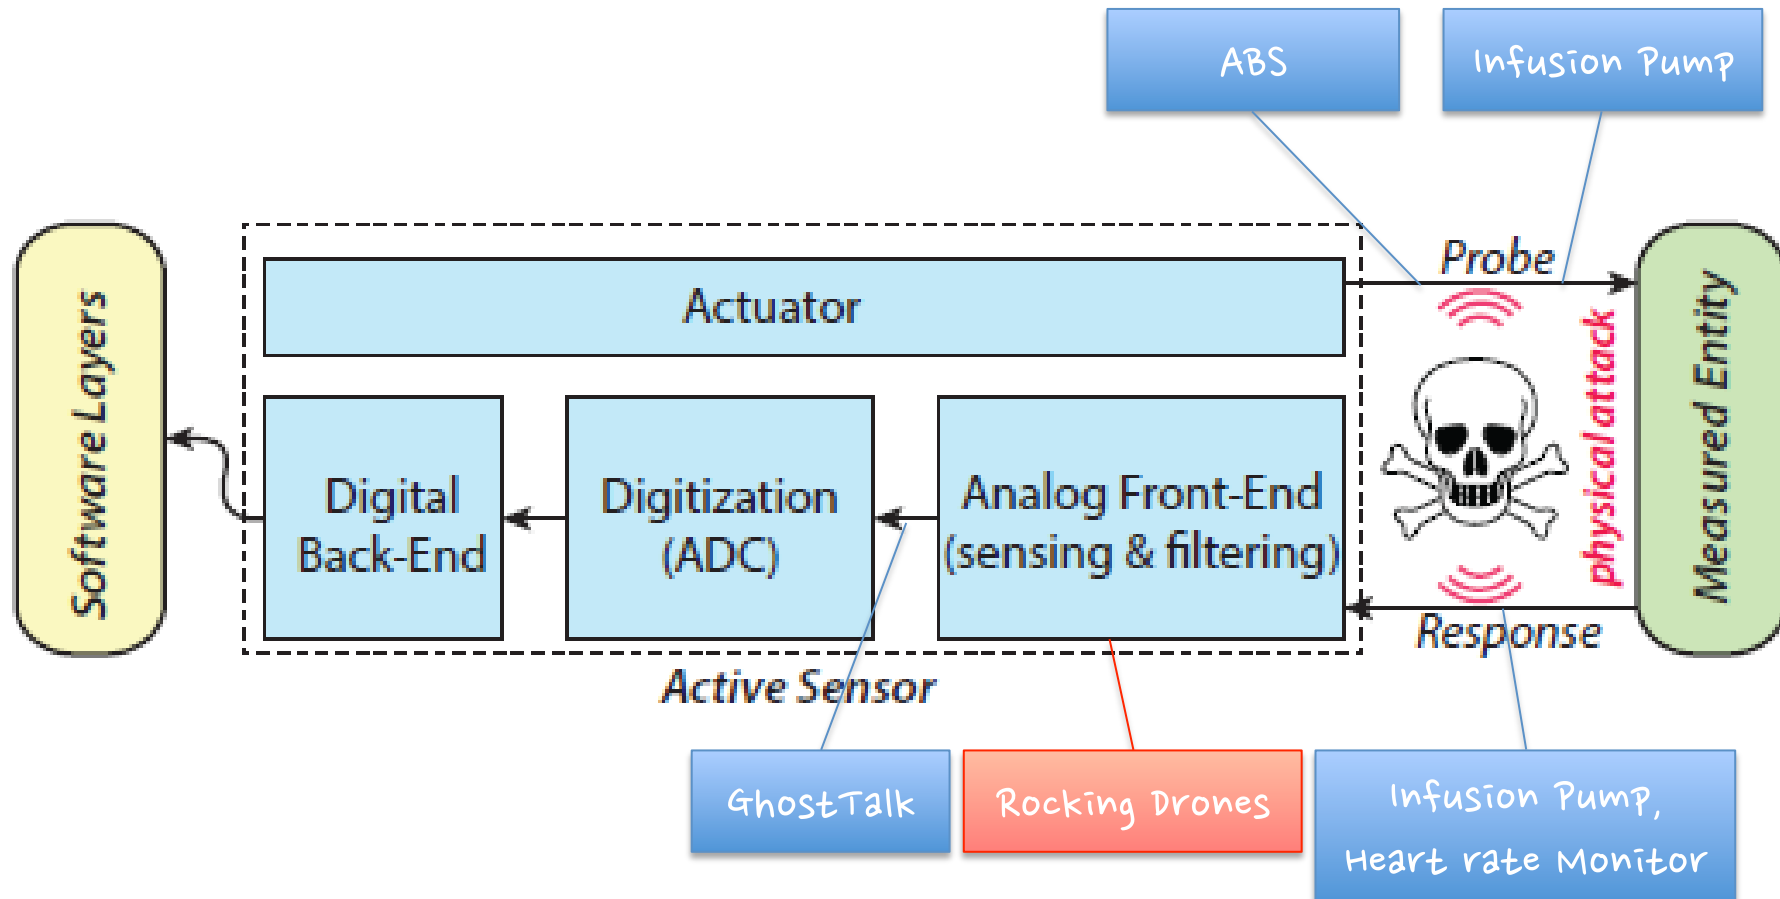 ABS
Infusion Pump
Probe
Actuator
Software Layers
physical attack
Measured Entity
Digital
Back-End
Digitization
(ADC)
Analog Front-End
(sensing & filtering)
Response
Active Sensor
GhostTalk
Rocking Drones
Infusion Pump,
Heart rate Monitor